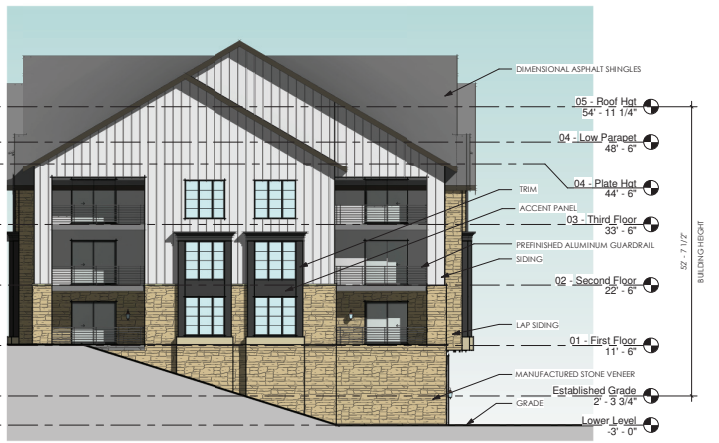 DIMENSIONAL ASPHALT SHINGLES
05 - Roof Hgt
54' - 11 1/4"
04 - Low Parapet
48' - 6"
04 - Plate Hgt
44' - 6"
TRIM
ACCENT PANEL
03 - Third Floor
33' - 6"
PREFINISHED ALUMINUM GUARDRAIL
SIDING
52' - 7 1/2"
BUILDING HEIGHT
02 - Second Floor
22' - 6"
LAP SIDING
01 - First Floor
11' - 6"
MANUFACTURED STONE VENEER
Established Grade
2' - 3 3/4"
GRADE
Lower Level
-3' - 0"